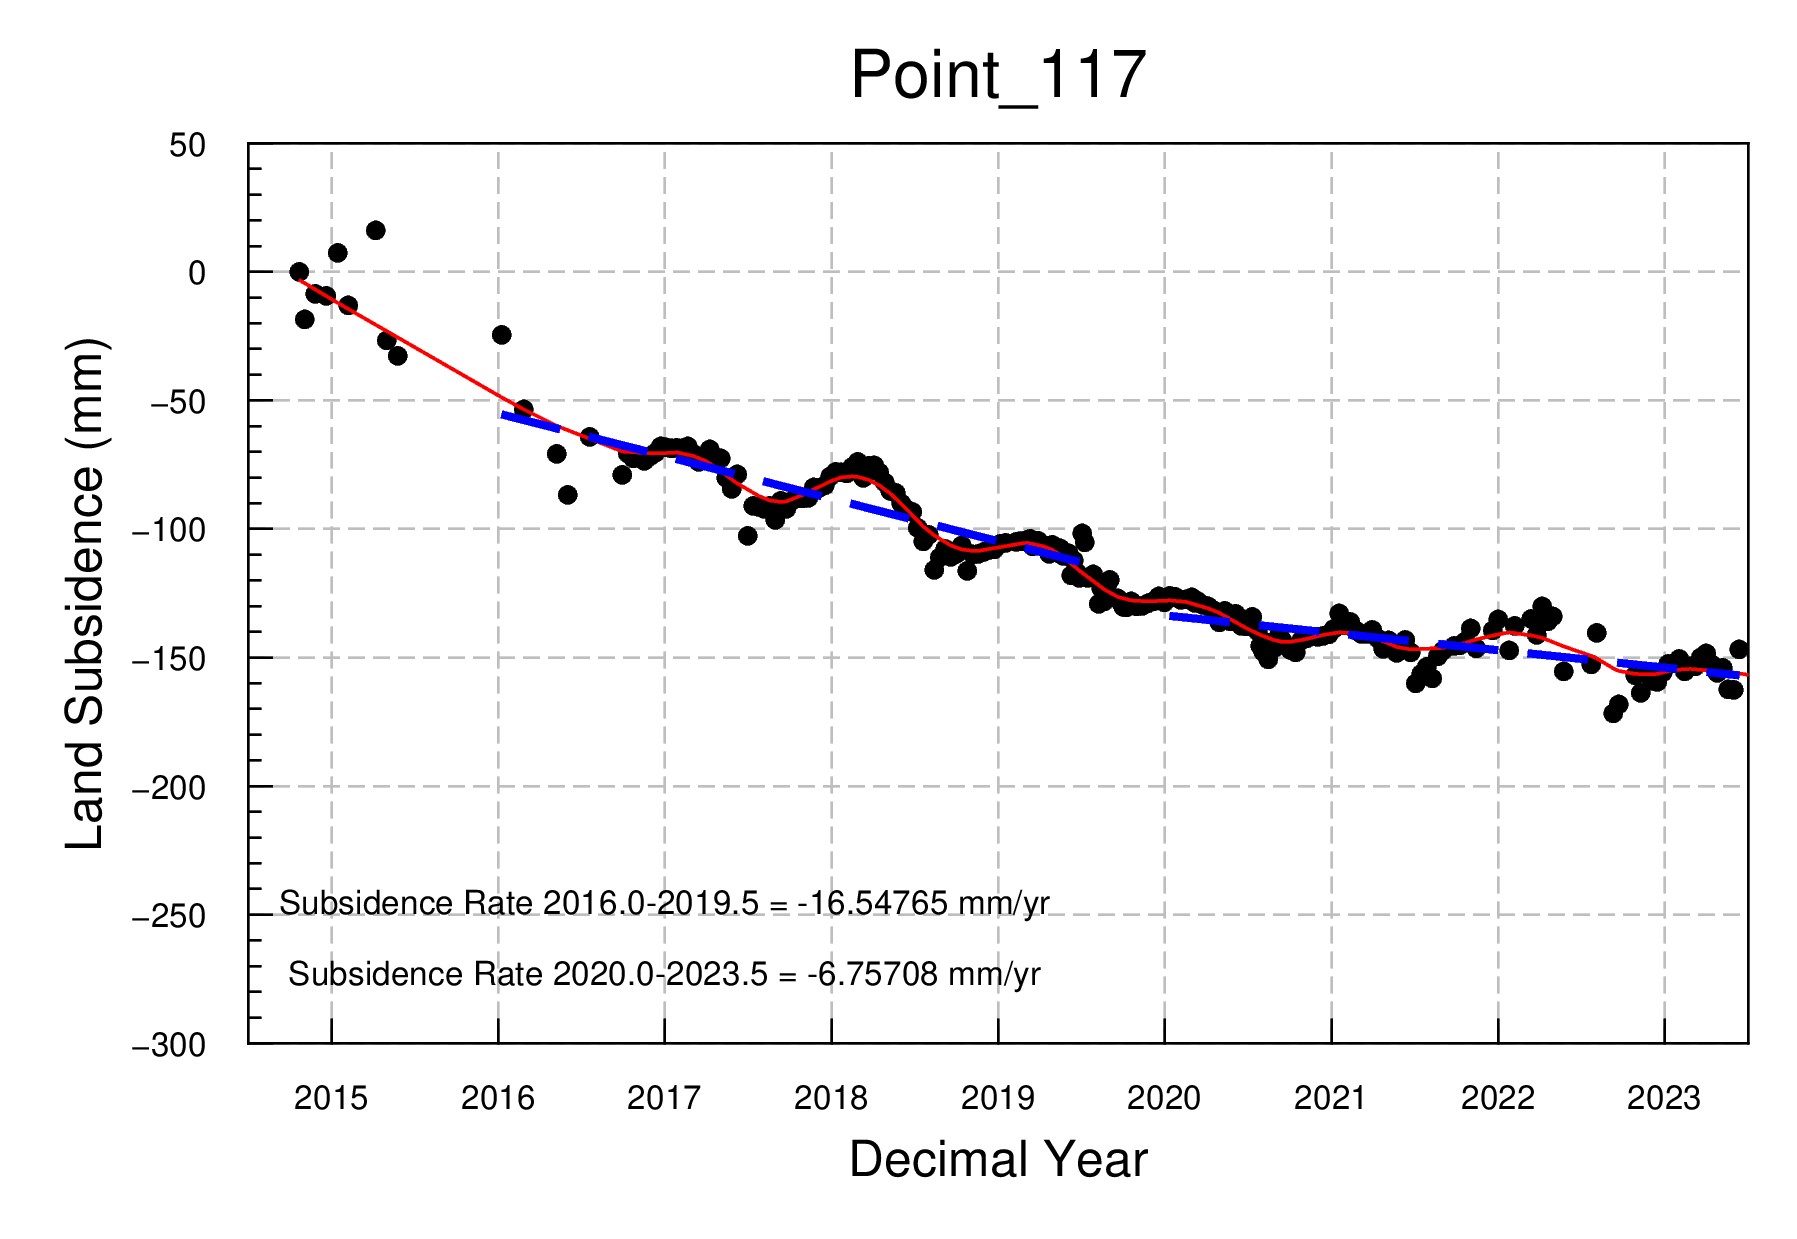 Point_117
50
0
−50
−100
−150
−200
−250
−300
Land Subsidence (mm)
Subsidence Rate 2016.0-2019.5 = -16.54765 mm/yr
Subsidence Rate 2020.0-2023.5 = -6.75708 mm/yr
2015 2016 2017 2018 2019 2020 2021 2022 2023
Decimal Year